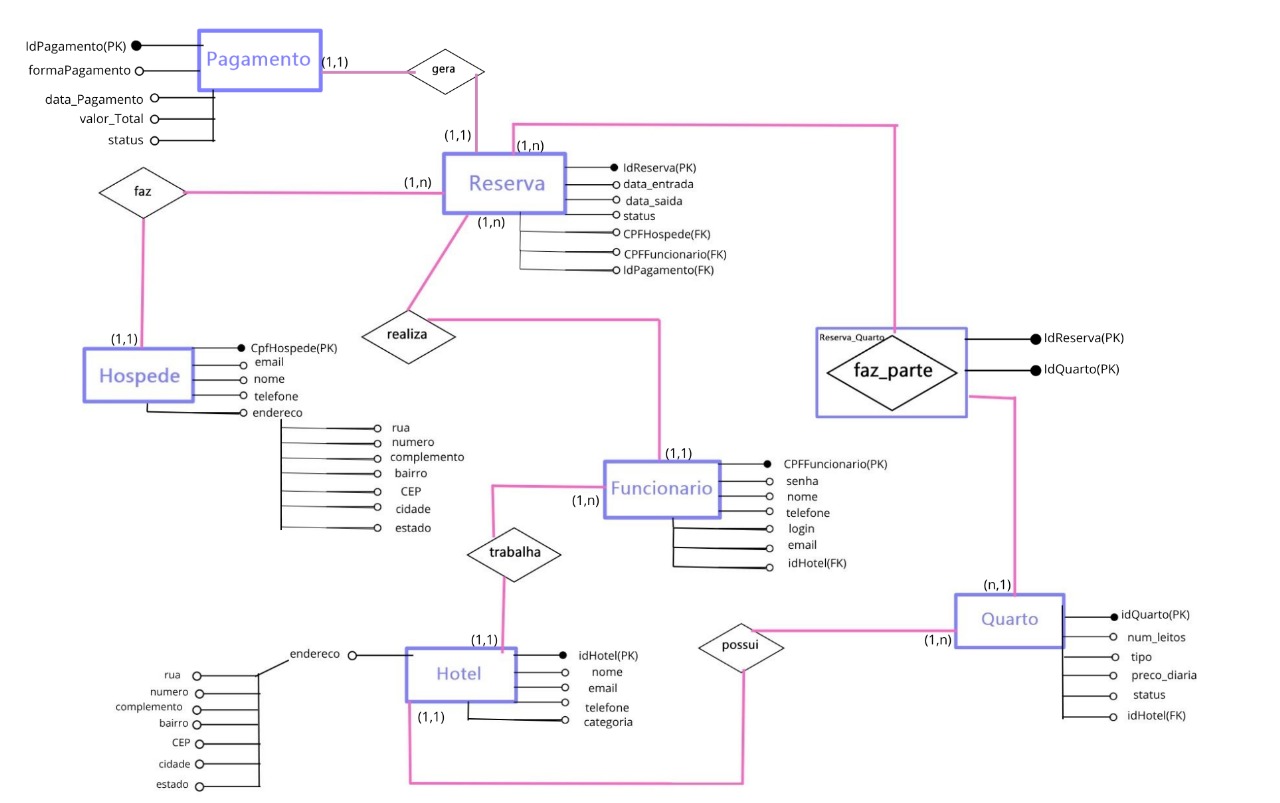 IdPagamento(PK)
formaPagamento
data_Pagamento
valor_Total
status
Pagamento
(1,1)
gera
(1,1)
(1,n)
faz
(1,n)
Reserva
IdReserva(PK)
data_entrada
data_saida
status
CPFHospede(FK)
CPFFuncionario(FK)
IdPagamento(FK)
(1,n)
realiza
(1,1)
Hospede
CpfHospede(PK)
email
nome
telefone
endereco
rua
numero
complemento
bairro
CEP
cidade
estado
Reserva_Quarto
faz_parte
IdReserva(PK)
IdQuarto(PK)
(1,1)
Funcionario
(1,n)
CPFFuncionario(PK)
senha
nome
telefone
login
email
idHotel(FK)
trabalha
(1,1)
Hotel
(1,1)
idHotel(PK)
nome
email
telefone
categoria
endereco
rua
numero
complemento
bairro
CEP
cidade
estado
possui
(n,1)
(1,n)
Quarto
idQuarto(PK)
num_leitos
tipo
preco_diaria
status
idHotel(FK)